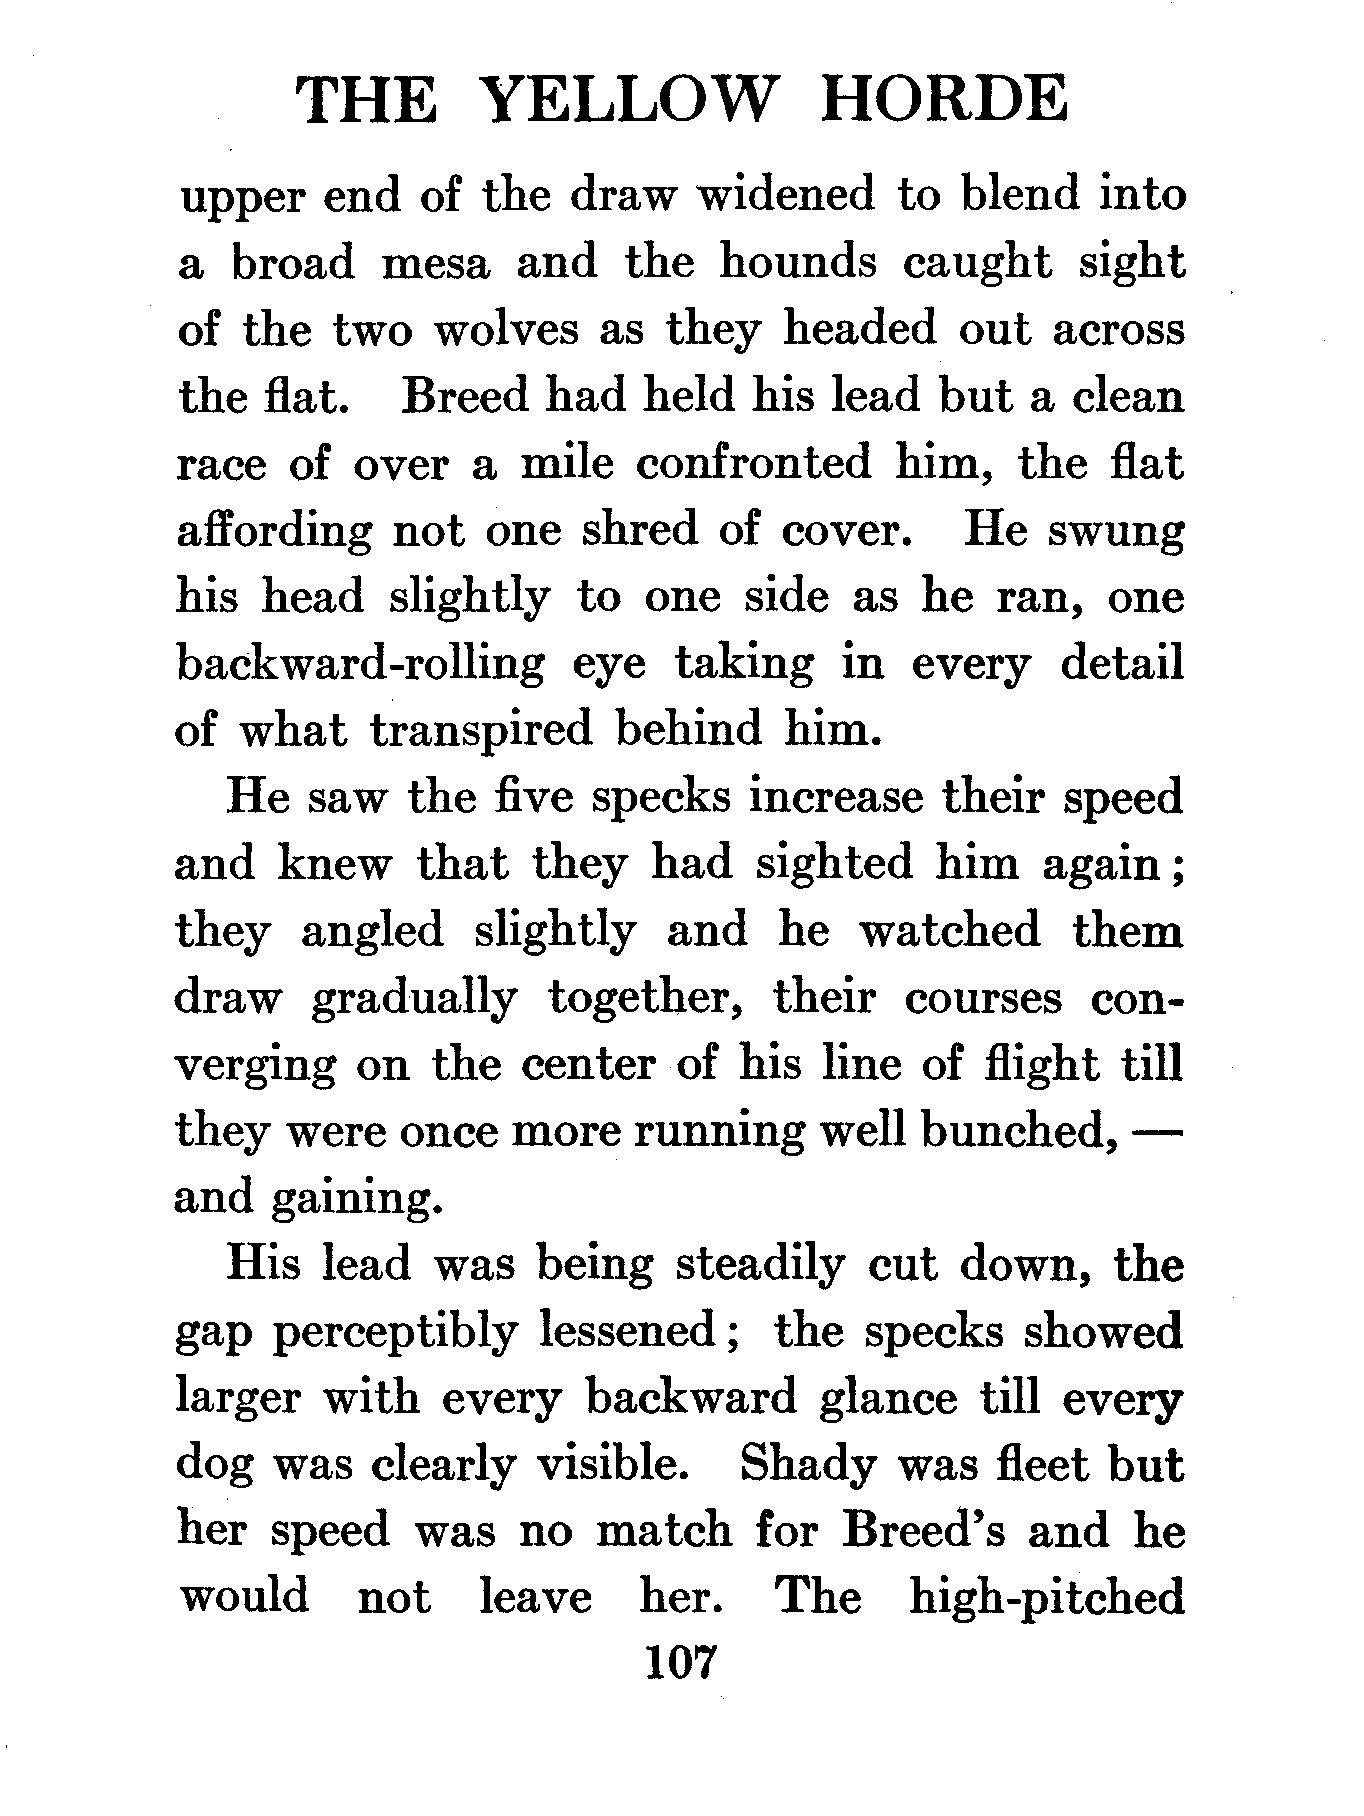 THE YELLOW HORDE
upper end of the draw widened to blend into
a broad mesa and the hounds caught sight
of the two wolves as they headed out across
the flat. Breed had held his lead but a clean
race of over a mile confronted him, the flat
affording not one shred of cover. He swung
his head slightly to one side as he ran, one
backward-rolling eye taking in every detail
of what transpired behind him.
He saw the five specks increase their speed
and knew that they had sighted him again;
they angled slightly and he watched them
draw gradually together, their courses con-
verging on the center of his line of flight till
they were once more running well bunched, —
and gaining.
His lead was being steadily cut down, the
gap perceptibly lessened; the specks showed
larger with every backward glance till every
dog was clearly visible. Shady was fleet but
her speed was no match for Breed's and he
would not leave her. The high-pitched
107